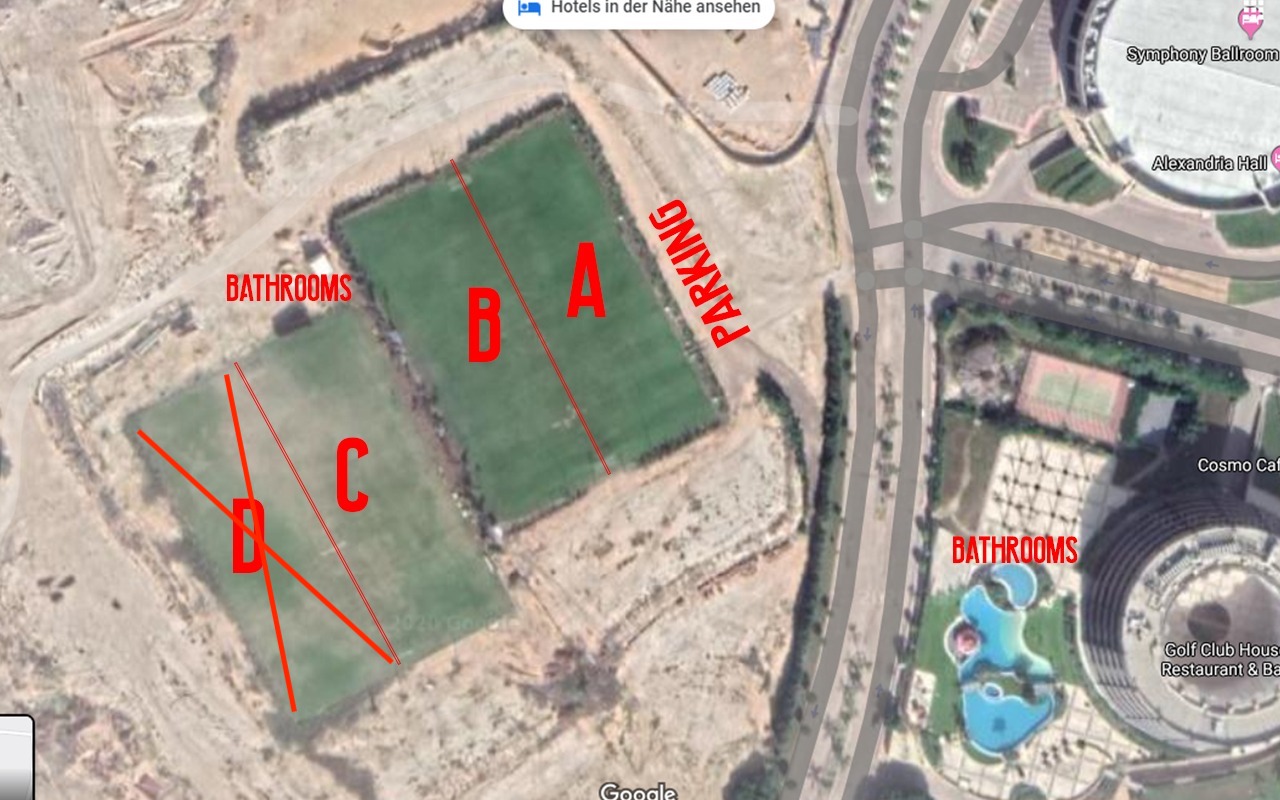 Hotels in der Nähe ansehen
Symphony Ballroom
Alexandria Hall
A
B
PARKING
BATHROOMS
C
D
Cosmo Caf
BATHROOMS
Golf Club Hous
Restaurant & Ba
Google